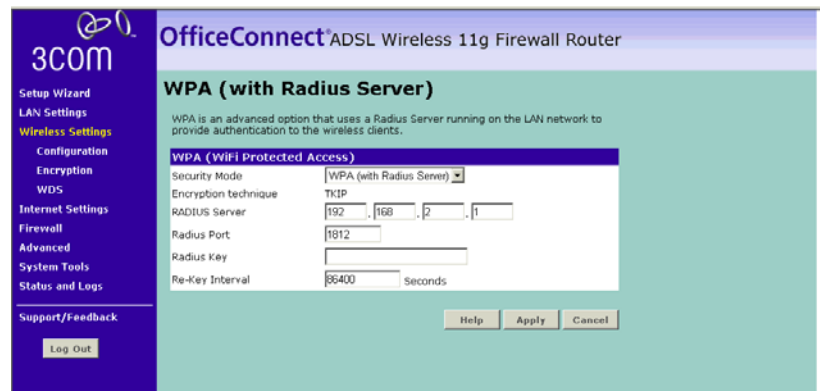 3COM
OfficeConnect® ADSL Wireless 11g Firewall Router
Setup Wizard
LAN Settings
Wireless Settings
Configuration
Encryption
WDS
Internet Settings
Firewall
Advanced
System Tools
Status and Logs
Support/Feedback
Log Out
WPA (with Radius Server)
WPA is an advanced option that uses a Radius Server running on the LAN network to
provide authentication to the wireless clients.
WPA (WiFi Protected Access)
Security Mode WPA (with Radius Server)
Encryption technique TKIP
RADIUS Server 192 . 168 . 2 . 1
Radius Port 1812
Radius Key
Re-Key Interval 86400 Seconds
Help Apply Cancel